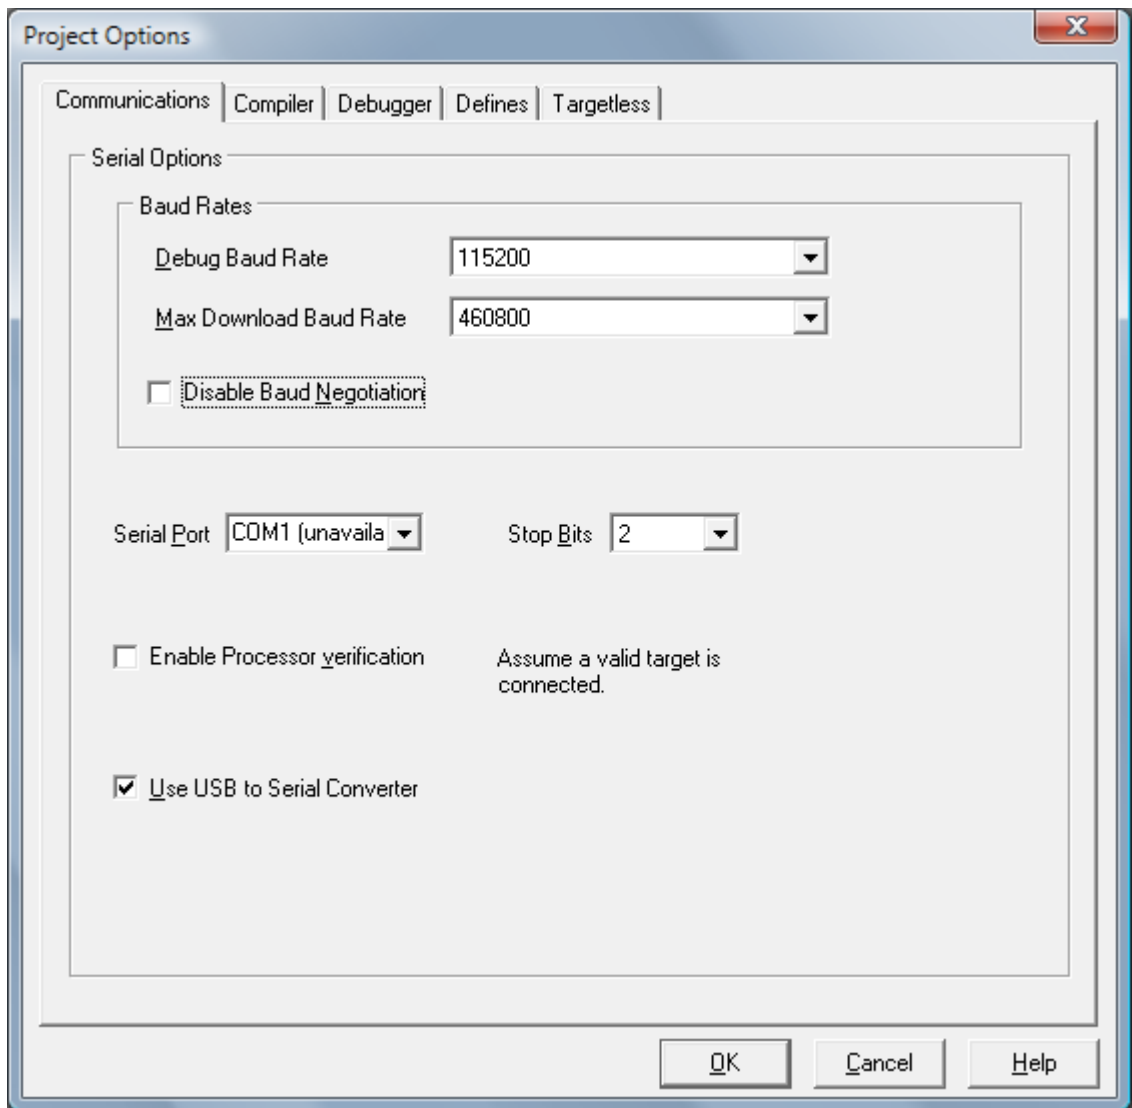 Project Options
Communications Compiler Debugger Defines Targetless
Serial Options
Baud Rates
Debug Baud Rate 115200
Max Download Baud Rate 460800
Disable Baud Negotiation
Serial Port COM1 (unavaila Stop Bits 2
Enable Processor verification Assume a valid target is
connected.
Use USB to Serial Converter
OK Cancel Help